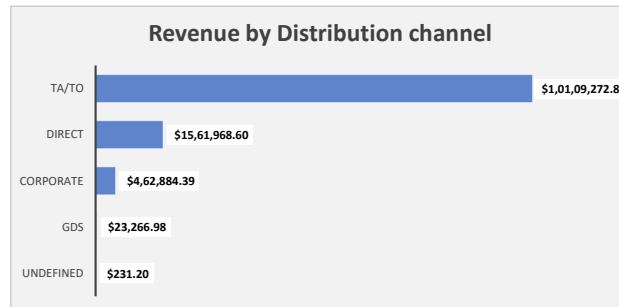 Revenue by Distribution channel
TA/TO $1,01,09,272.8
DIRECT $15,61,968.60
CORPORATE $4,62,884.39
GDS $23,266.98
UNDEFINED $231.20